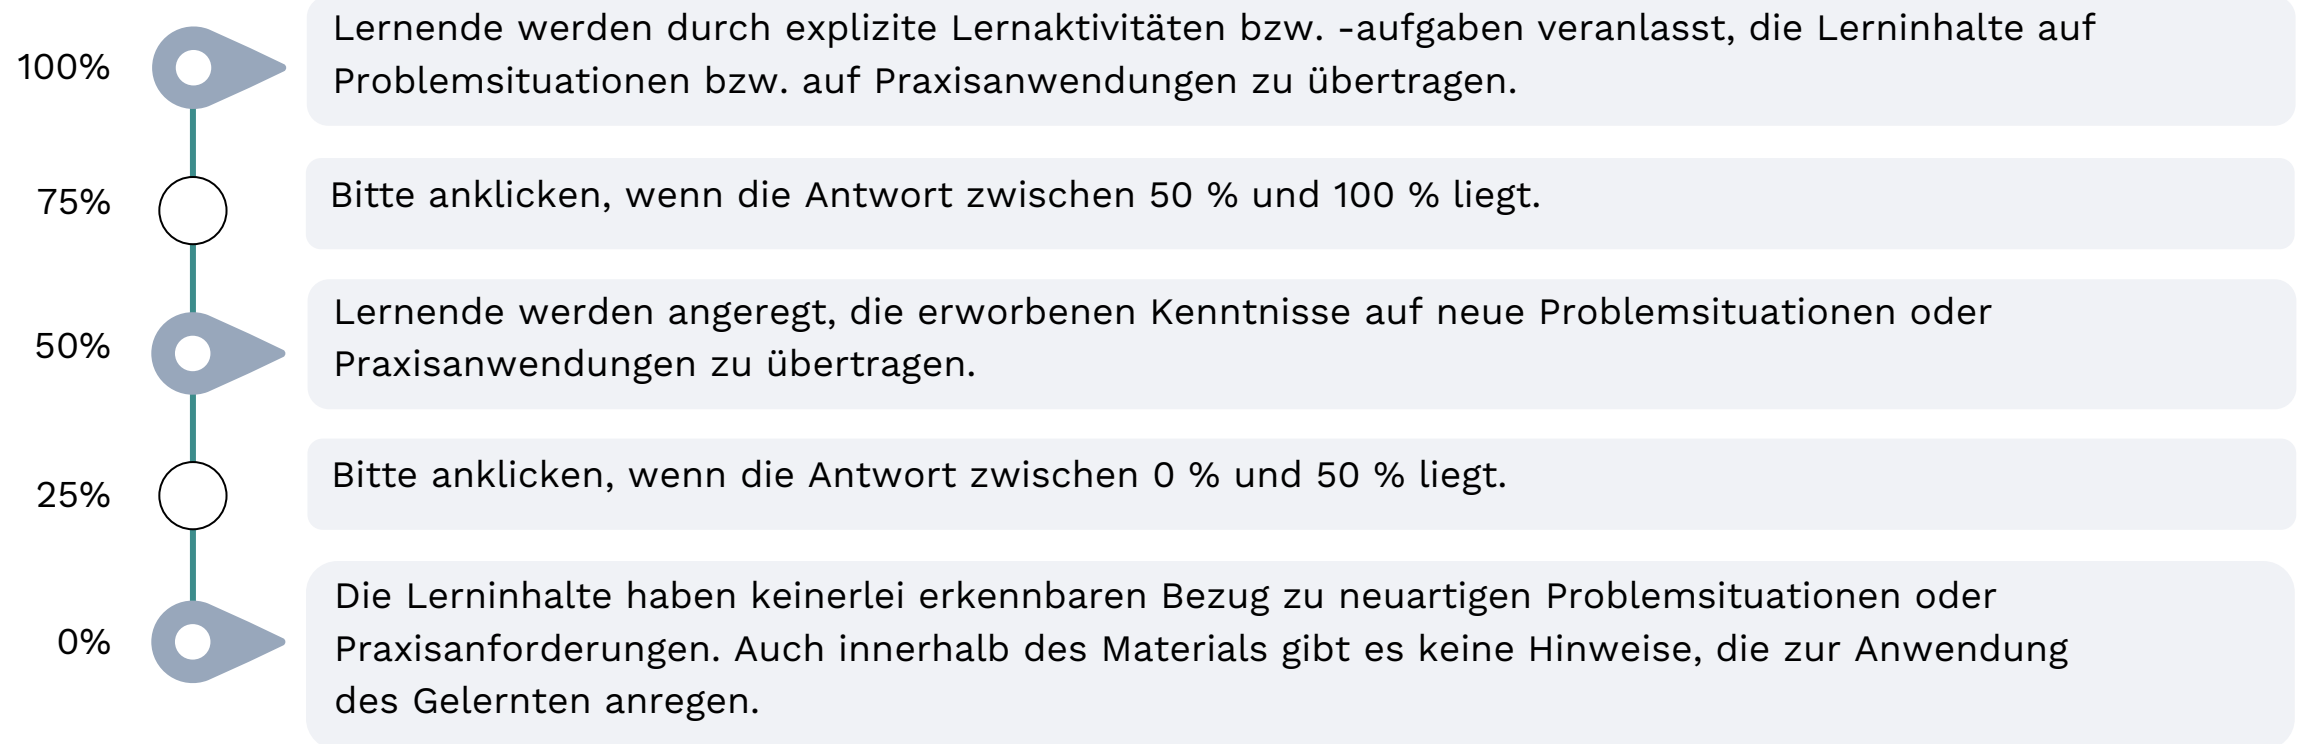 100%
Lernende werden durch explizite Lernaktivitäten bzw. -aufgaben veranlasst, die Lerninhalte auf
Problemsituationen bzw. auf Praxisanwendungen zu übertragen.
75%
Bitte anklicken, wenn die Antwort zwischen 50 % und 100 % liegt.
50%
Lernende werden angeregt, die erworbenen Kenntnisse auf neue Problemsituationen oder
Praxisanwendungen zu übertragen.
25%
Bitte anklicken, wenn die Antwort zwischen 0 % und 50 % liegt.
0%
Die Lerninhalte haben keinerlei erkennbaren Bezug zu neuartigen Problemsituationen oder
Praxisanforderungen. Auch innerhalb des Materials gibt es keine Hinweise, die zur Anwendung
des Gelernten anregen.